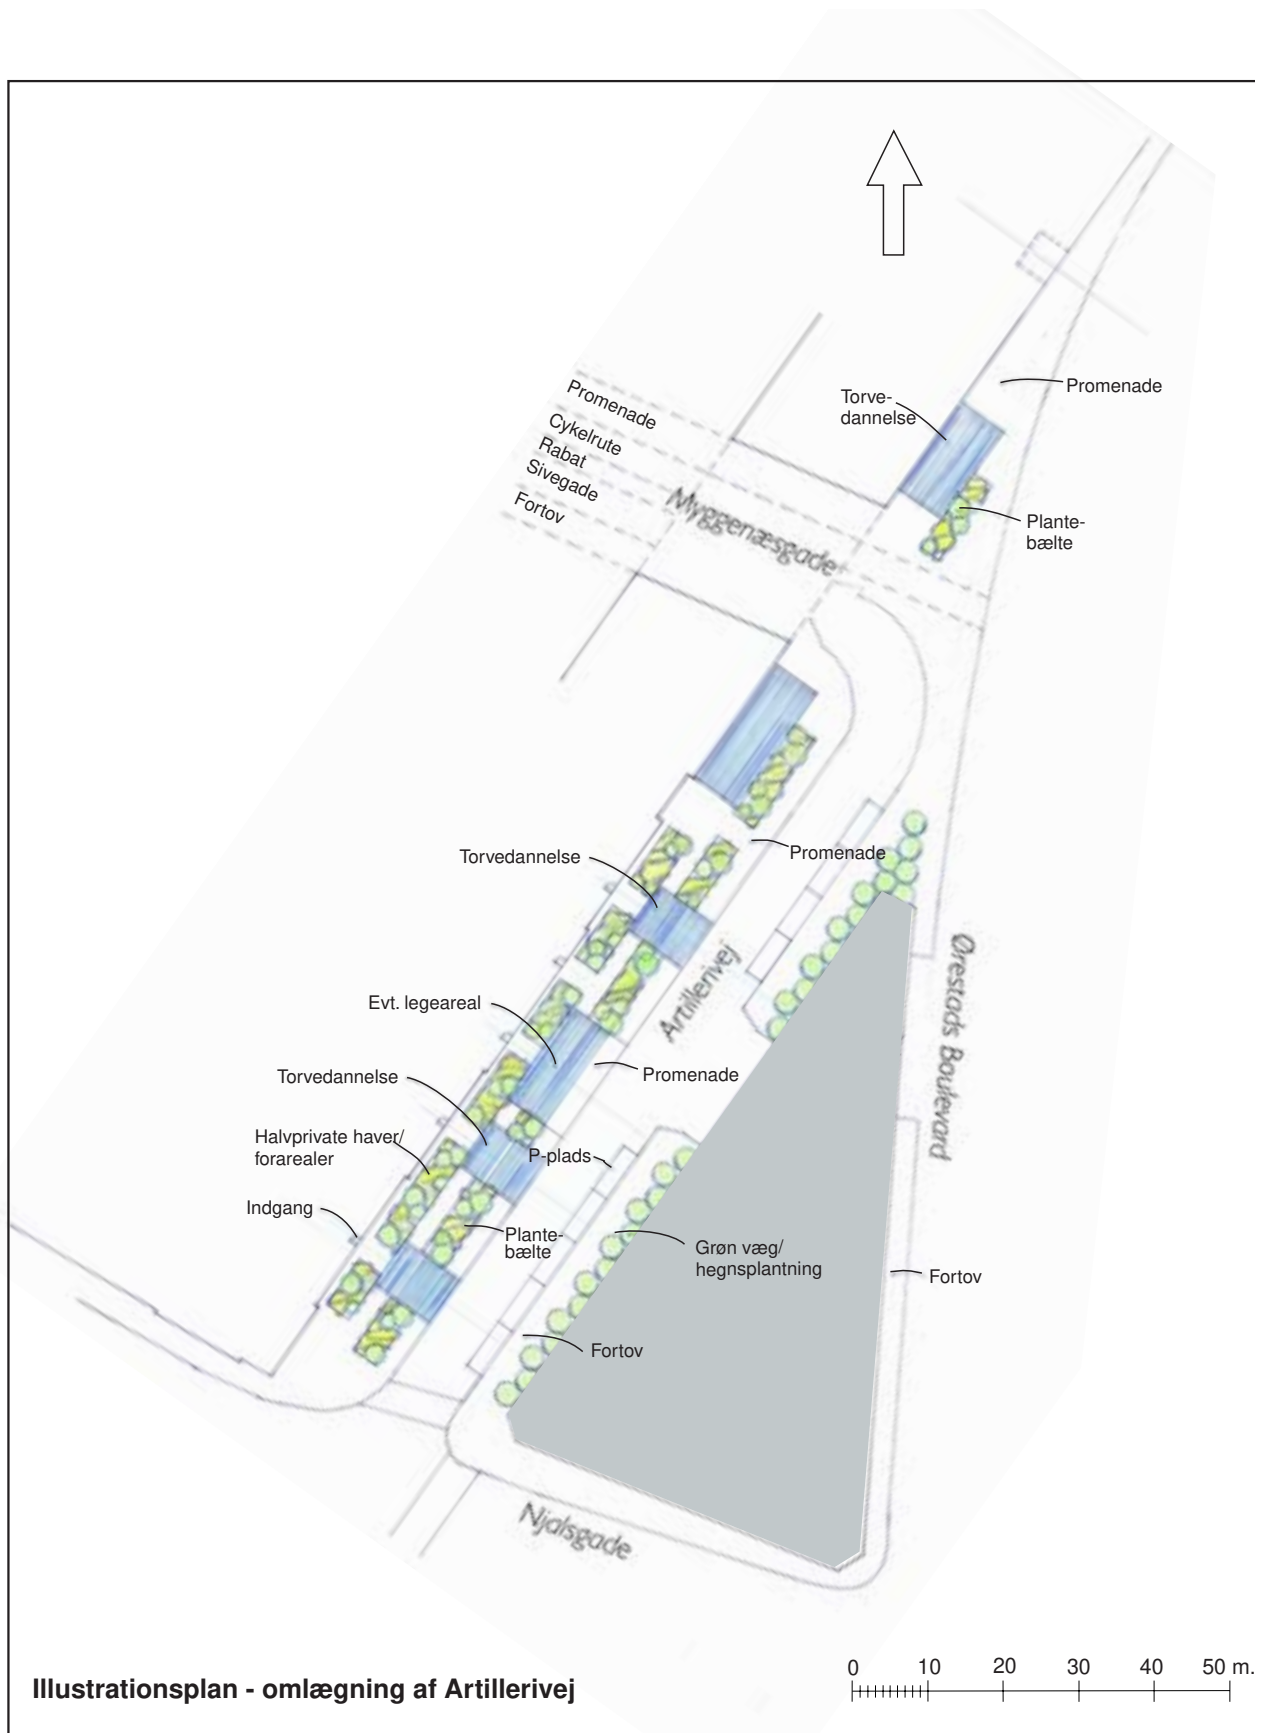 Promenade
Torve-
dannelse
Promenade
Cykelrute
Rabat
Sivegade
Fortov
Myggenæsgade
Plante-
bælte
Torvedannelse
Promenade
Artillerivej
Ørestads Boulevard
Evt. legeareal
Promenade
Torvedannelse
Halvprivate haver/
forarealer
P-plads
Indgang
Plante-
bælte
Grøn væg/
hegnsplantning
Fortov
Fortov
Njalsgade
Illustrationsplan - omlægning af Artillerivej
0 10 20 30 40 50 m.